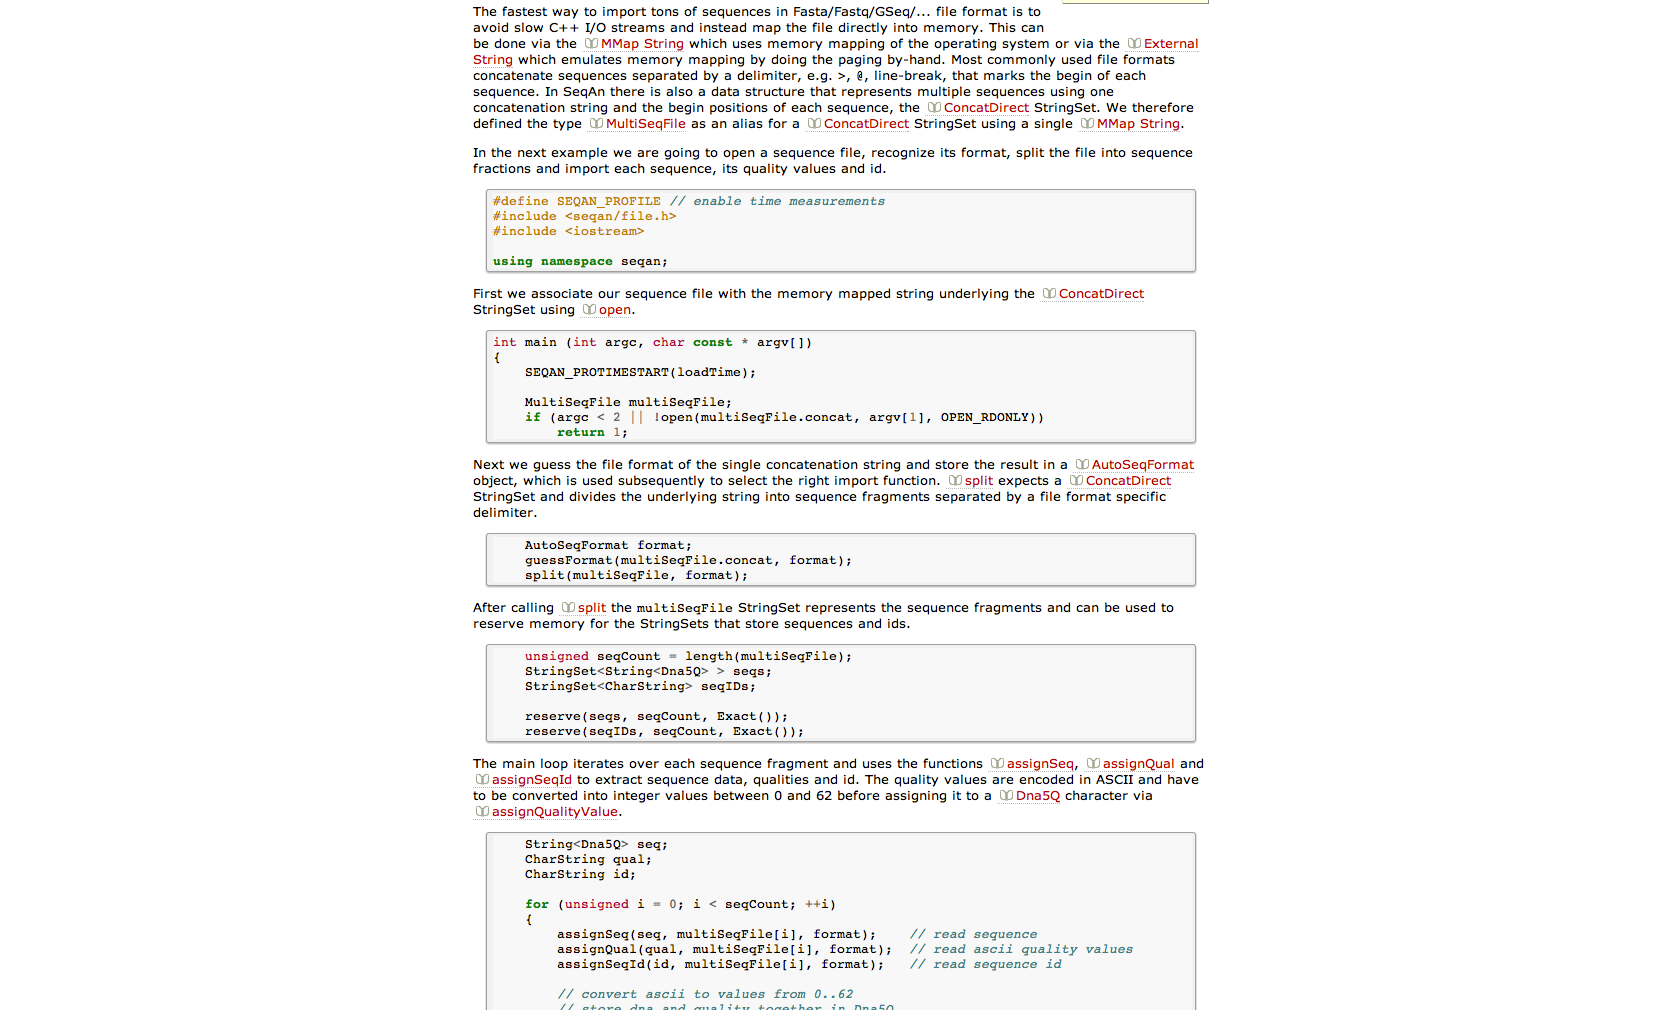 The fastest way to import tons of sequences in Fasta/Fastq/GSeq/... file format is to
avoid slow C++ I/O streams and instead map the file directly into memory. This can
be done via the MMap String which uses memory mapping of the operating system or via the External
String which emulates memory mapping by doing the paging by-hand. Most commonly used file formats
concatenate sequences separated by a delimiter, e.g. >, @, line-break, that marks the begin of each
sequence. In SeqAn there is also a data structure that represents multiple sequences using one
concatenation string and the begin positions of each sequence, the ConcatDirect StringSet. We therefore
defined the type MultiSeqFile as an alias for a ConcatDirect StringSet using a single MMap String.
In the next example we are going to open a sequence file, recognize its format, split the file into sequence
fractions and import each sequence, its quality values and id.
#define SEQAN_PROFILE // enable time measurements
#include <seqan/file.h>
#include <iostream>
using namespace seqan;
First we associate our sequence file with the memory mapped string underlying the ConcatDirect
StringSet using open.
int main (int argc, char const * argv[])
{
    SEQAN_PROTIMESTART(loadTime);
    MultiSeqFile multiSeqFile;
    if (argc < 2 || !open(multiSeqFile.concat, argv[1], OPEN_RDONLY))
        return 1;
Next we guess the file format of the single concatenation string and store the result in a AutoSeqFormat
object, which is used subsequently to select the right import function. split expects a ConcatDirect
StringSet and divides the underlying string into sequence fragments separated by a file format specific
delimiter.
    AutoSeqFormat format;
    guessFormat(multiSeqFile.concat, format);
    split(multiSeqFile, format);
After calling split the multiSeqFile StringSet represents the sequence fragments and can be used to
reserve memory for the StringSets that store sequences and ids.
    unsigned seqCount = length(multiSeqFile);
    StringSet<String<Dna5Q> > seqs;
    StringSet<CharString> seqIDs;
    reserve(seqs, seqCount, Exact());
    reserve(seqIDs, seqCount, Exact());
The main loop iterates over each sequence fragment and uses the functions assignSeq, assignQual and
assignSeqId to extract sequence data, qualities and id. The quality values are encoded in ASCII and have
to be converted into integer values between 0 and 62 before assigning it to a Dna5Q character via
assignQualityValue.
    String<Dna5Q> seq;
    CharString qual;
    CharString id;
    for (unsigned i = 0; i < seqCount; ++i)
    {
        assignSeq(seq, multiSeqFile[i], format);    // read sequence
        assignQual(qual, multiSeqFile[i], format);  // read ascii quality values
        assignSeqId(id, multiSeqFile[i], format);   // read sequence id
        // convert ascii to values from 0..62
        // store dna and quality together in Dna5Q